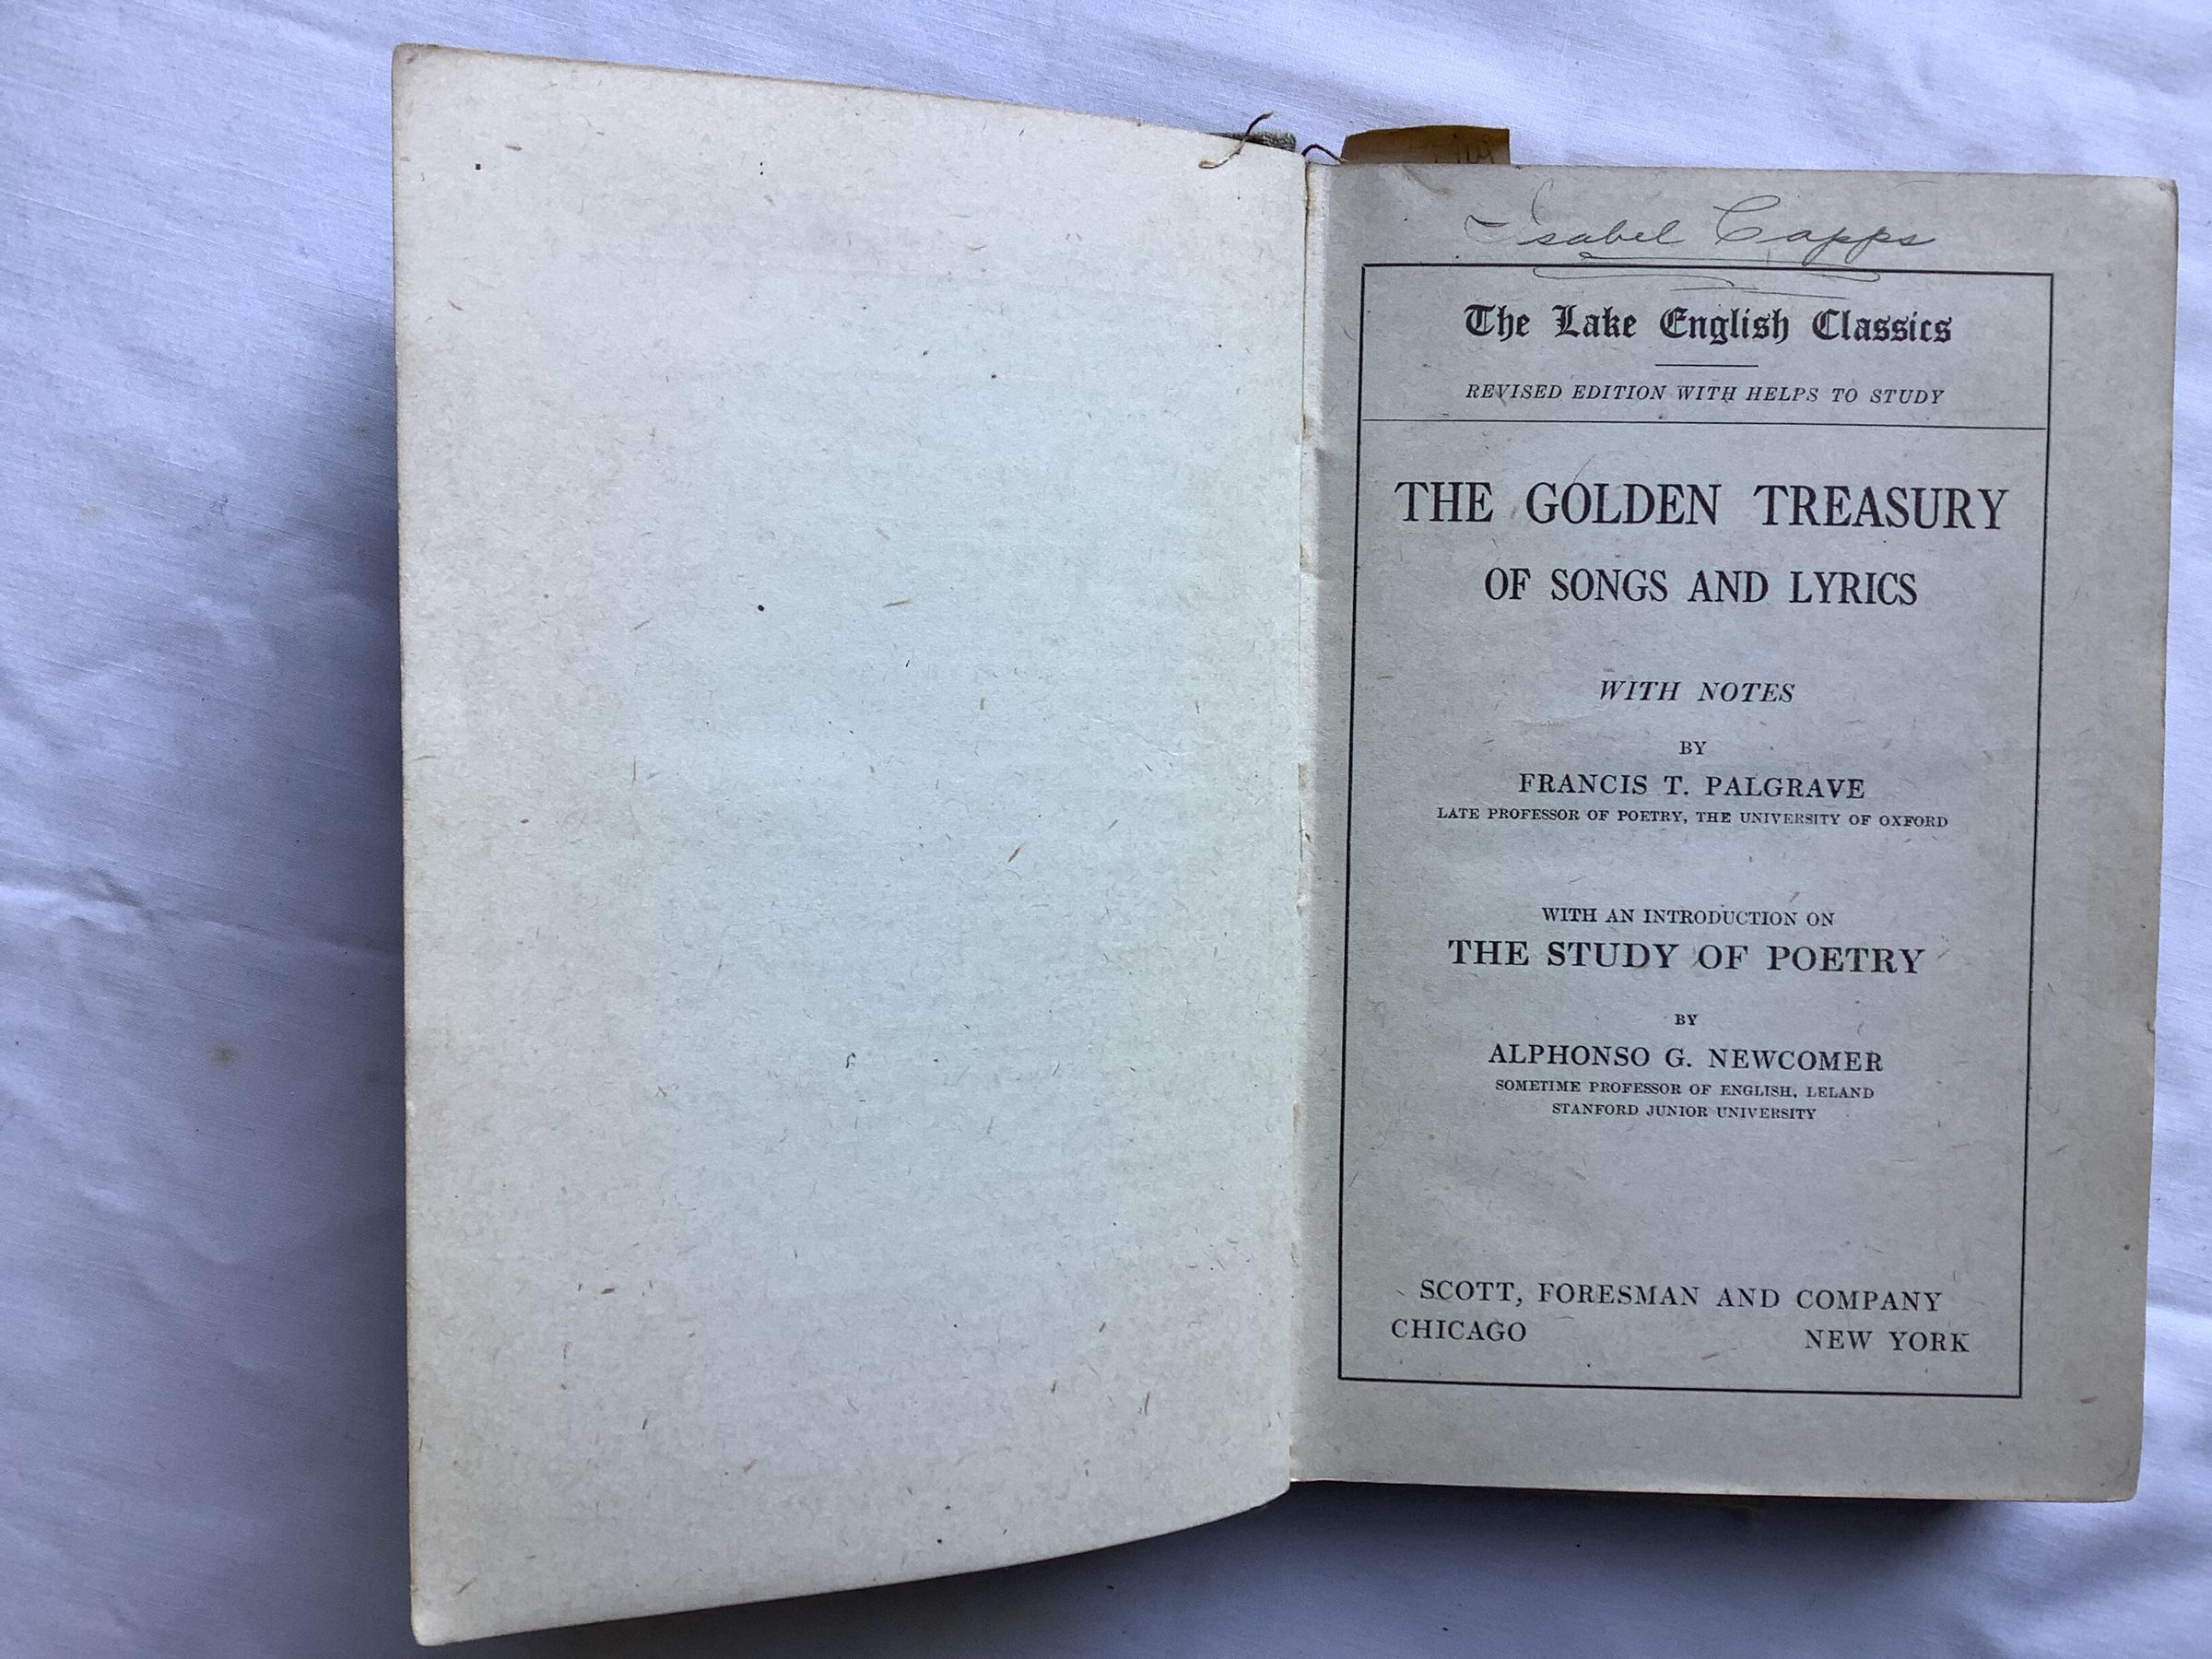 Isabel Capps
The Lake English Classics
REVISED EDITION WITH HELPS TO STUDY
THE GOLDEN TREASURY
OF SONGS AND LYRICS
WITH NOTES
BY
FRANCIS T. PALGRAVE
LATE PROFESSOR OF POETRY, THE UNIVERSITY OF OXFORD
WITH AN INTRODUCTION ON
THE STUDY OF POETRY
BY
ALPHONSO G. NEWCOMER
SOMETIME PROFESSOR OF ENGLISH, LELAND
STANFORD JUNIOR UNIVERSITY
SCOTT, FORESMAN AND COMPANY
CHICAGO NEW YORK